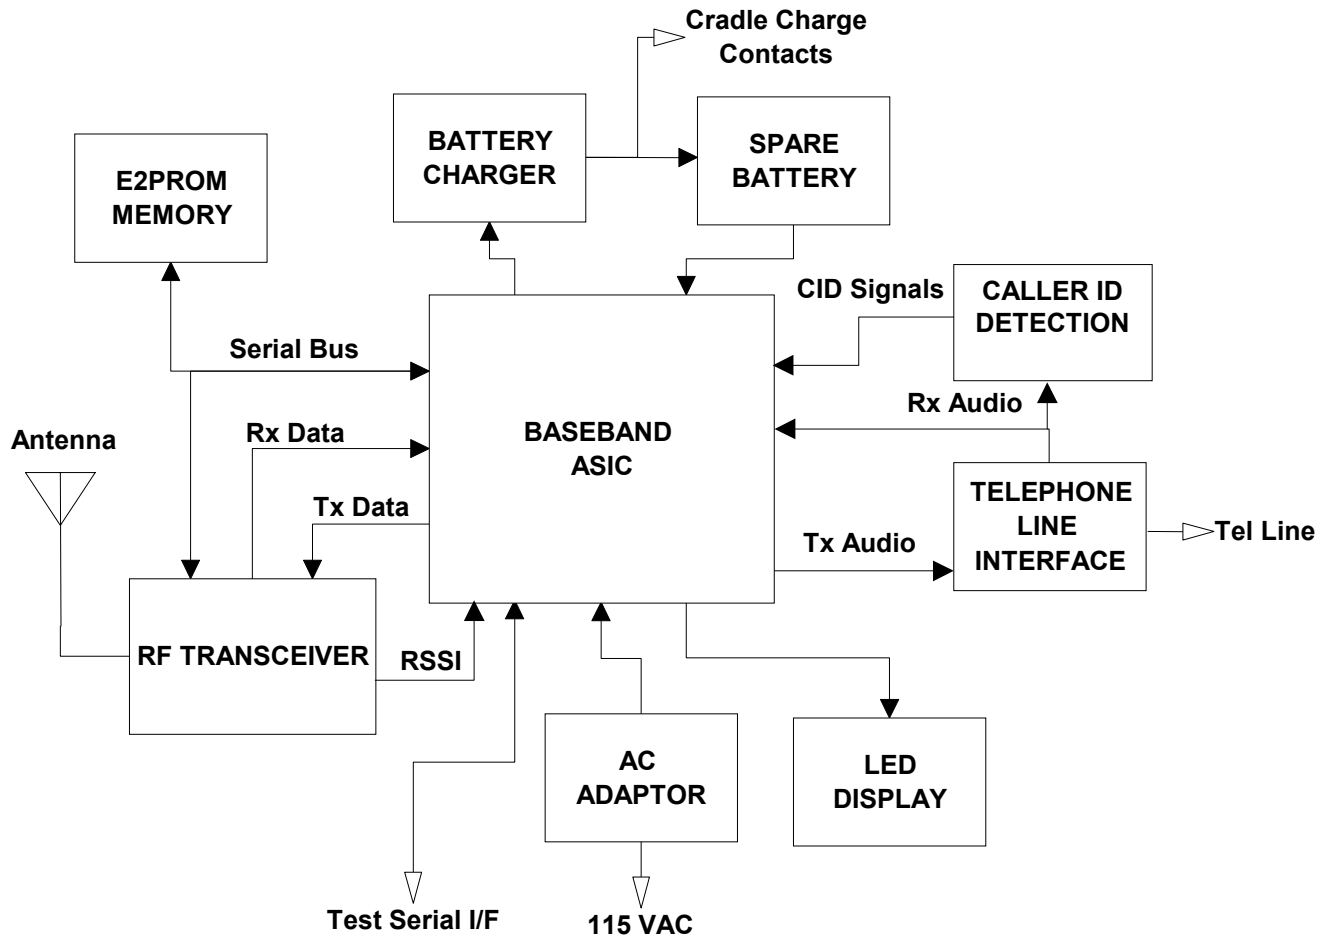 Cradle Charge
Contacts
BATTERY
CHARGER
SPARE
BATTERY
E2PROM
MEMORY
CID Signals
CALLER ID
DETECTION
Serial Bus
Rx Audio
Antenna
Rx Data
BASEBAND
ASIC
Tx Data
TELEPHONE
LINE
INTERFACE
Tel Line
Tx Audio
RF TRANSCEIVER
RSSI
AC
ADAPTOR
LED
DISPLAY
Test Serial I/F
115 VAC